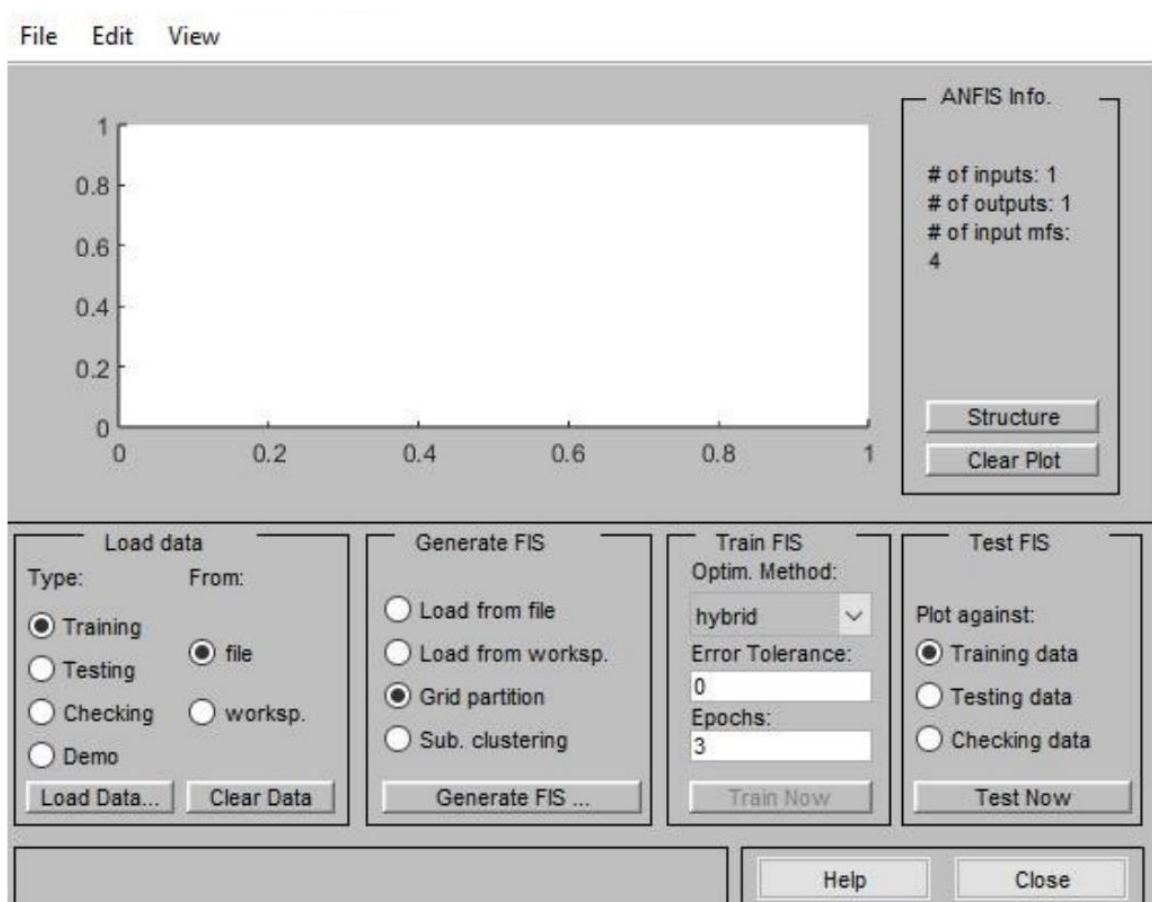 File Edit View
ANFIS Info.
1
0.8
0.6
0.4
0.2
0
0 0.2 0.4 0.6 0.8 1
# of inputs: 1
# of outputs: 1
# of input mfs:
4
Structure
Clear Plot
Load data
Type: From:
Training
Testing
Checking
Demo
file
worksp.
Load Data... Clear Data
Generate FIS
Load from file
Load from worksp.
Grid partition
Sub. clustering
Generate FIS ...
Train FIS
Optim. Method:
hybrid
Error Tolerance:
0
Epochs:
3
Train Now
Test FIS
Plot against:
Training data
Testing data
Checking data
Test Now
Help Close